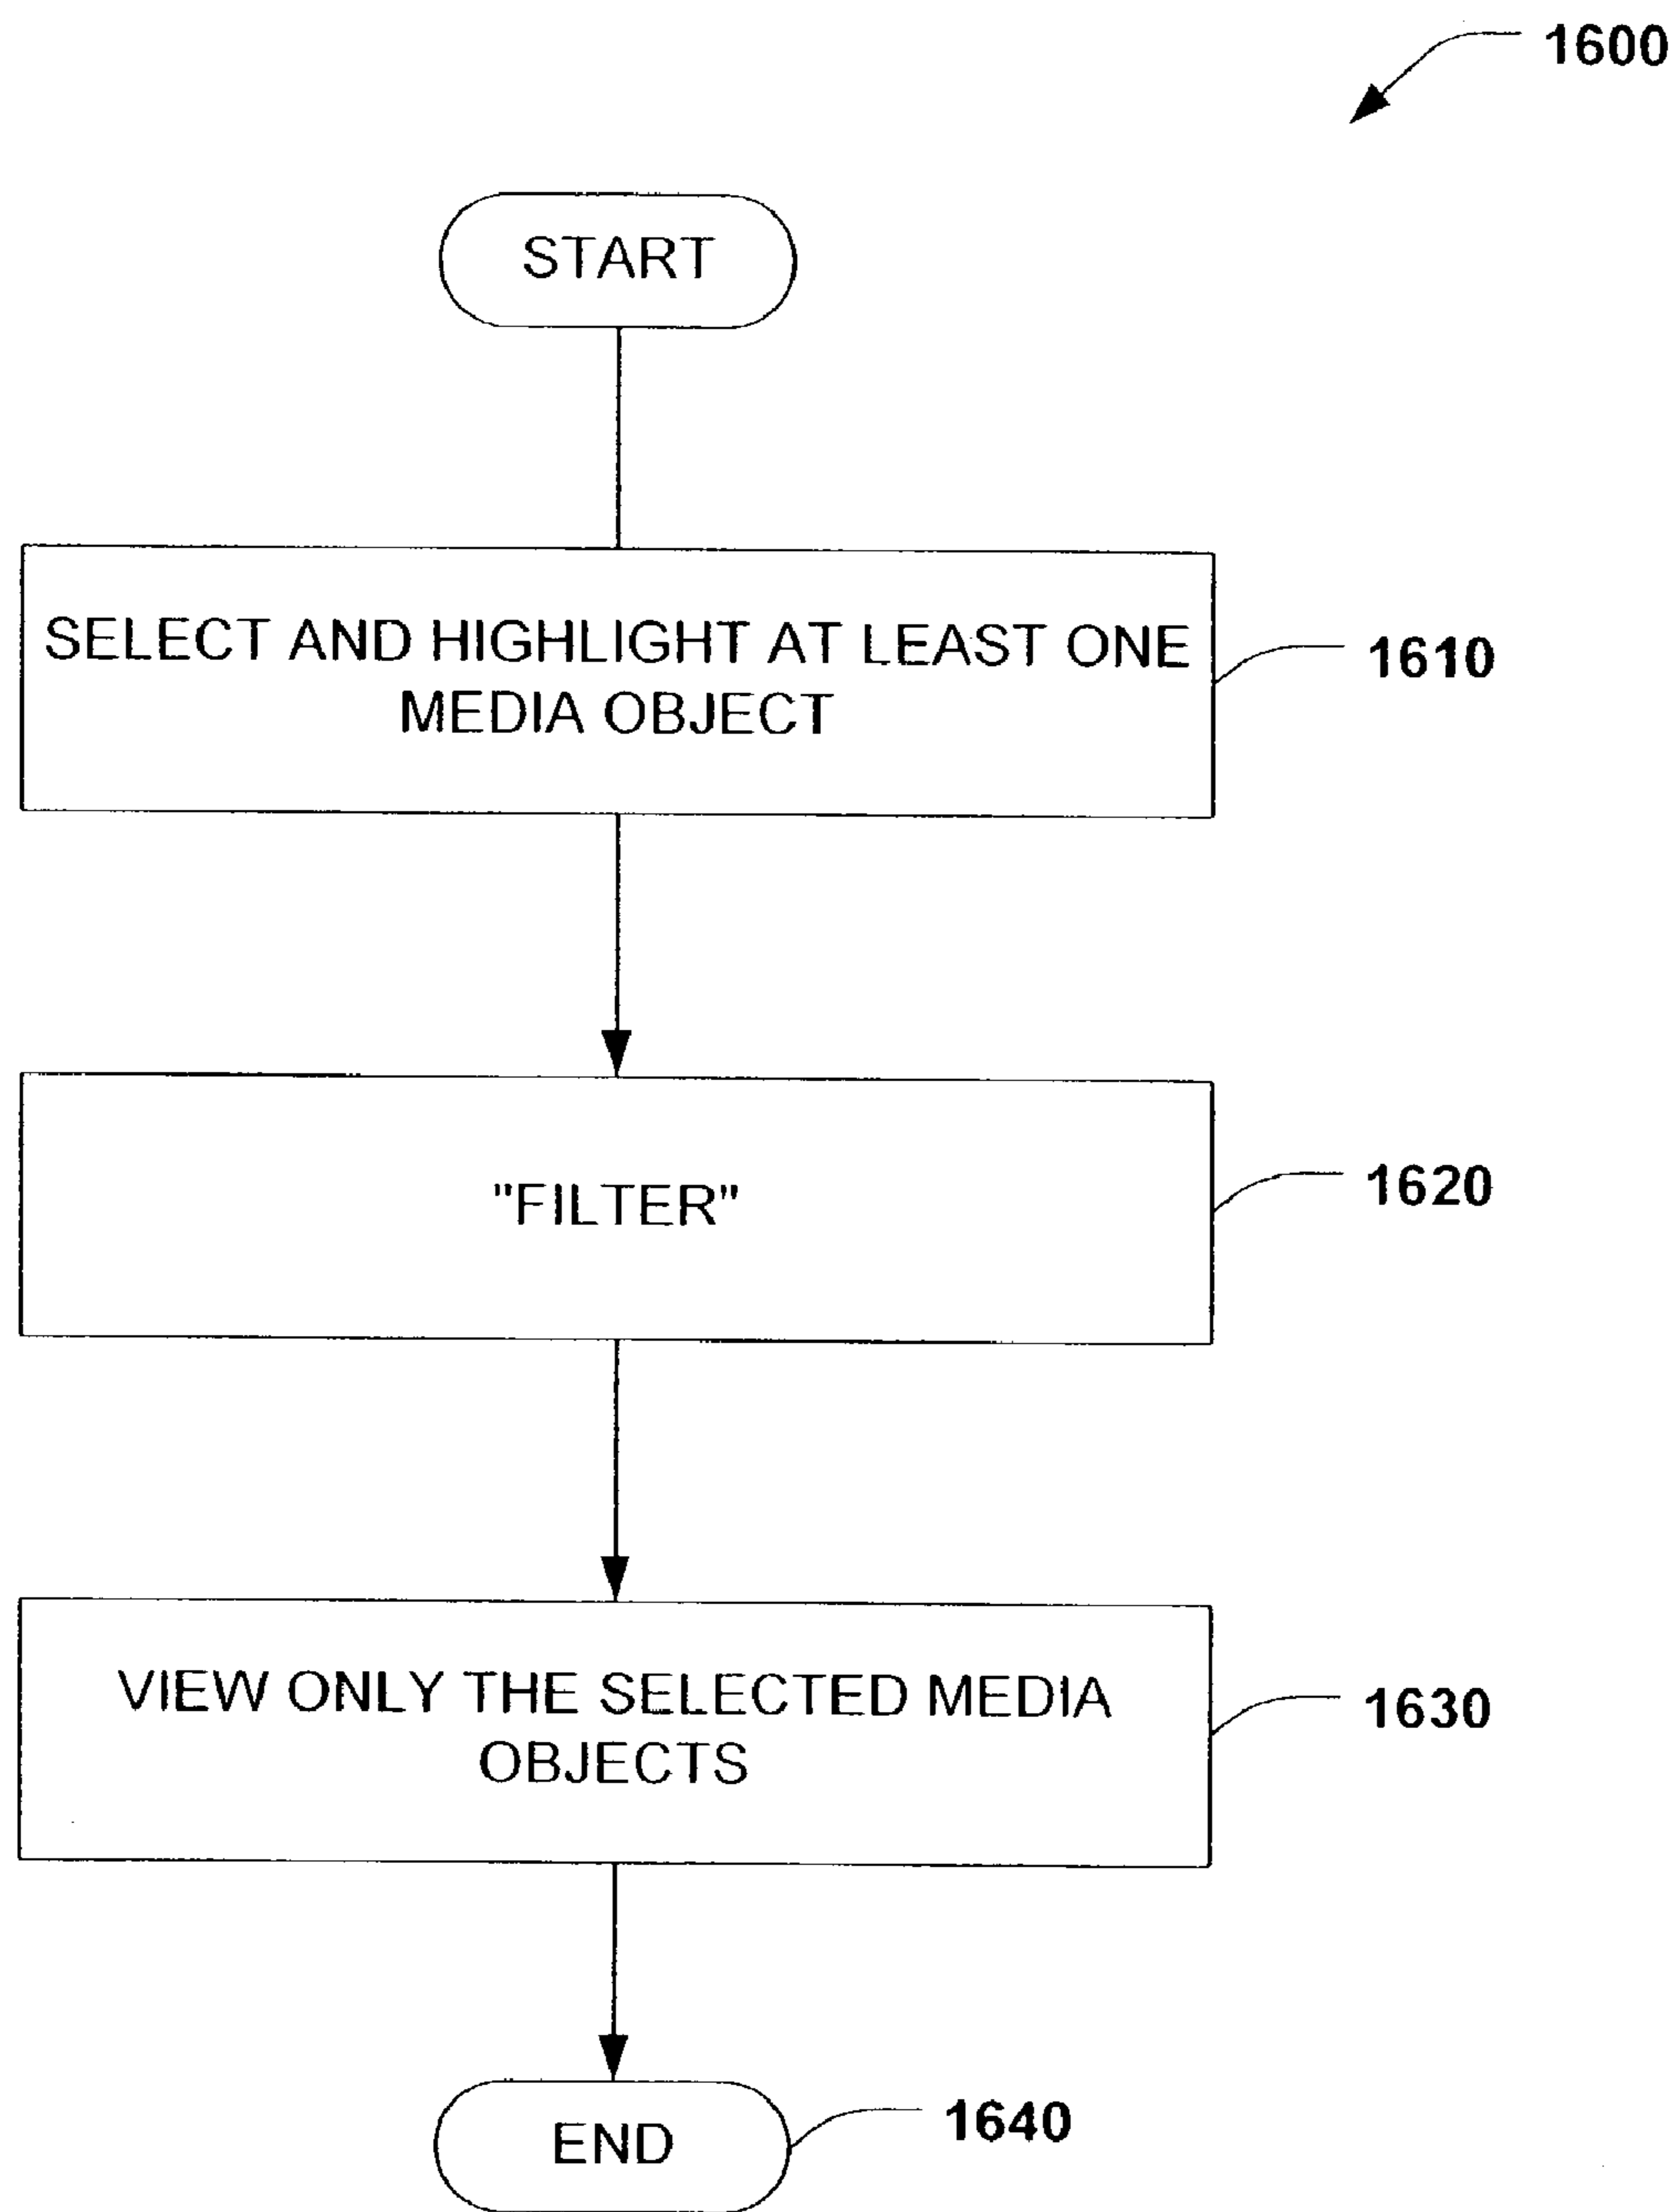 1600
START
SELECT AND HIGHLIGHT AT LEAST ONE
MEDIA OBJECT
1610
"FILTER"
1620
VIEW ONLY THE SELECTED MEDIA
OBJECTS
1630
END
1640